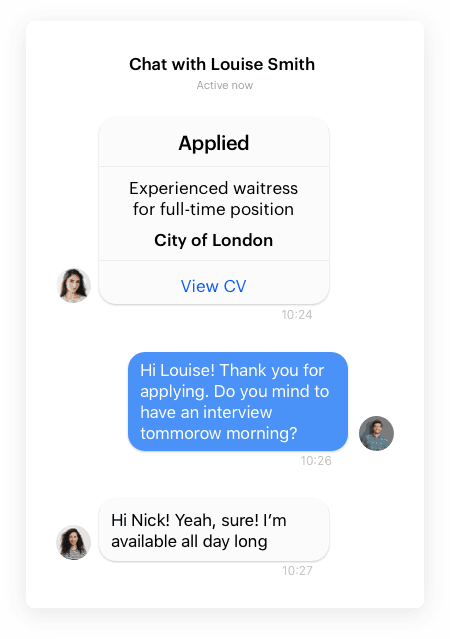 Chat with Louise Smith
Active now
Applied
Experienced waitress
for full-time position
City of London
View CV
10:24
Hi Louise! Thank you for
applying. Do you mind to
have an interview
tommorow morning?
10:26
Hi Nick! Yeah, sure! I’m
available all day long
10:27